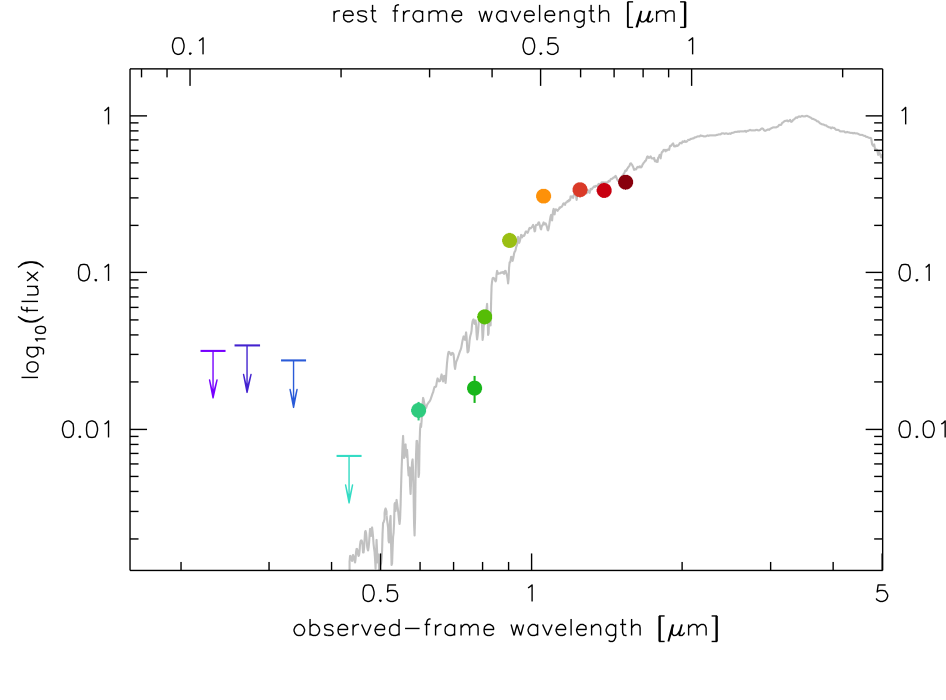 rest frame wavelength [μm]
0.1 0.5 1
1 1
0.1 0.1
log₁₀(flux)
0.01 0.01
0.5 1 5
observed-frame wavelength [μm]